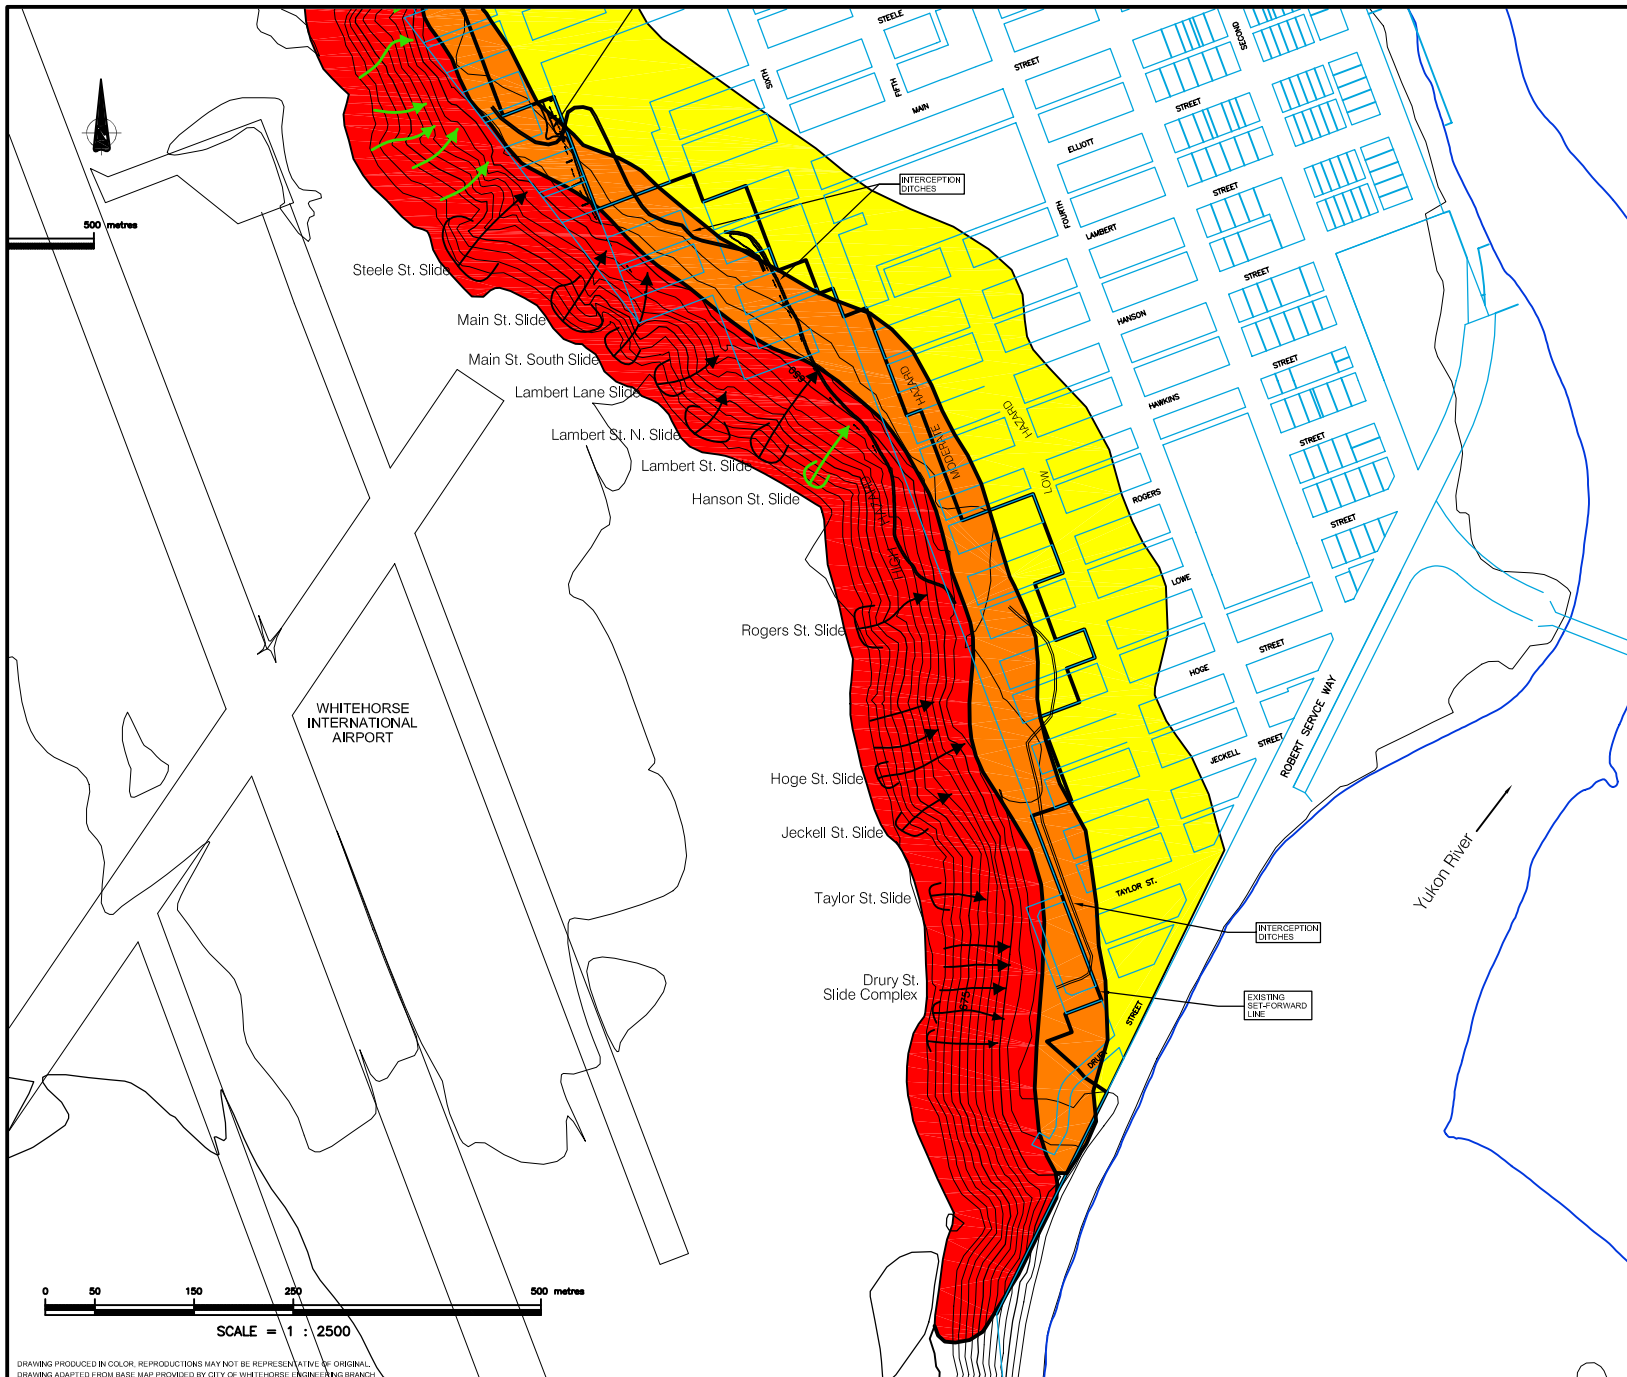 STEELE
SECOND
SIXTH
FIFTH
MAIN
STREET
ELLIOTT
STREET
FOURTH
LAMBERT
STREET
HANSON
STREET
HAWKINS
STREET
ROGERS
STREET
LOWE
STREET
HOGE
STREET
JECKELL
STREET
ROBERT SERVCE WAY
TAYLOR ST.
DRURY
STREET
INTERCEPTION
DITCHES
500 metres
Steele St. Slide
Main St. Slide
Main St. South Slide
Lambert Lane Slide
Lambert St. N. Slide
Lambert St. Slide
Hanson St. Slide
Rogers St. Slide
Hoge St. Slide
Jeckell St. Slide
Taylor St. Slide
Drury St.
Slide Complex
HIGH HAZARD
MODERATE HAZARD
LOW HAZARD
675
WHITEHORSE
INTERNATIONAL
AIRPORT
INTERCEPTION
DITCHES
EXISTING
SET-FORWARD
LINE
Yukon River
0 50 150 250 500 metres
SCALE = 1 : 2500
DRAWING PRODUCED IN COLOR, REPRODUCTIONS MAY NOT BE REPRESENTATIVE OF ORIGINAL.
DRAWING ADAPTED FROM BASE MAP PROVIDED BY CITY OF WHITEHORSE ENGINEERING BRANCH